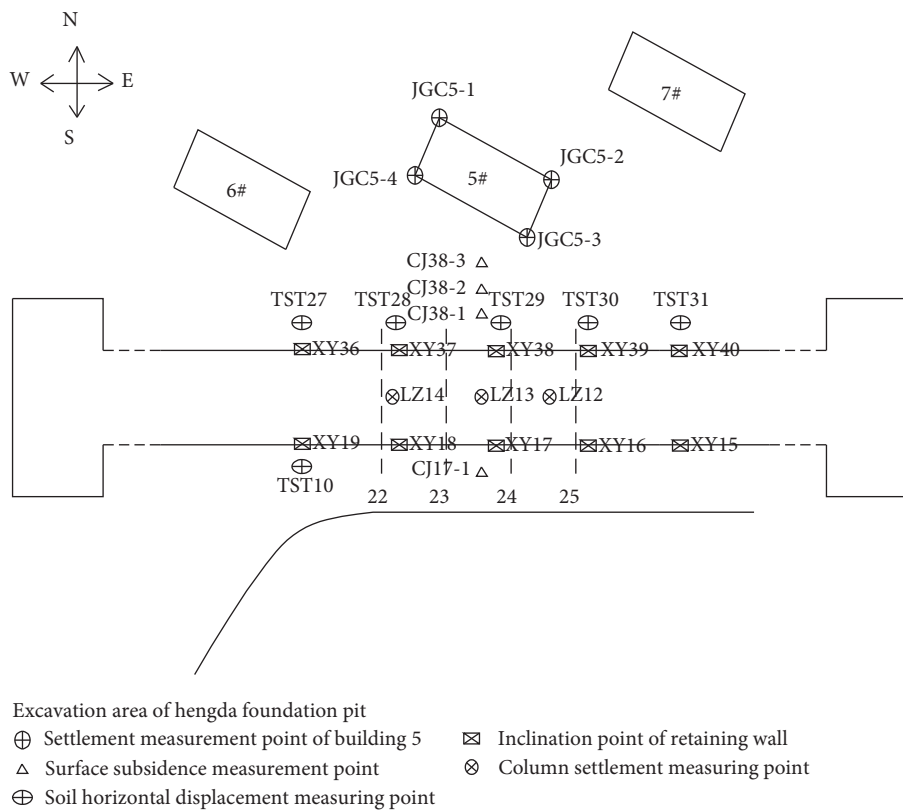 N
W E
S
JGC5-1
7#
JGC5-2
JGC5-4
5#
6#
JGC5-3
CJ38-3
CJ38-2
TST27 TST28 TST29 TST30 TST31
CJ38-1
XY36 XY37 XY38 XY39 XY40
LZ14 LZ13 LZ12
XY19 XY18 XY17 XY16 XY15
CJ17-1
TST10
22 23 24 25
Excavation area of hengda foundation pit
Settlement measurement point of building 5
Inclination point of retaining wall
Surface subsidence measurement point
Column settlement measuring point
Soil horizontal displacement measuring point